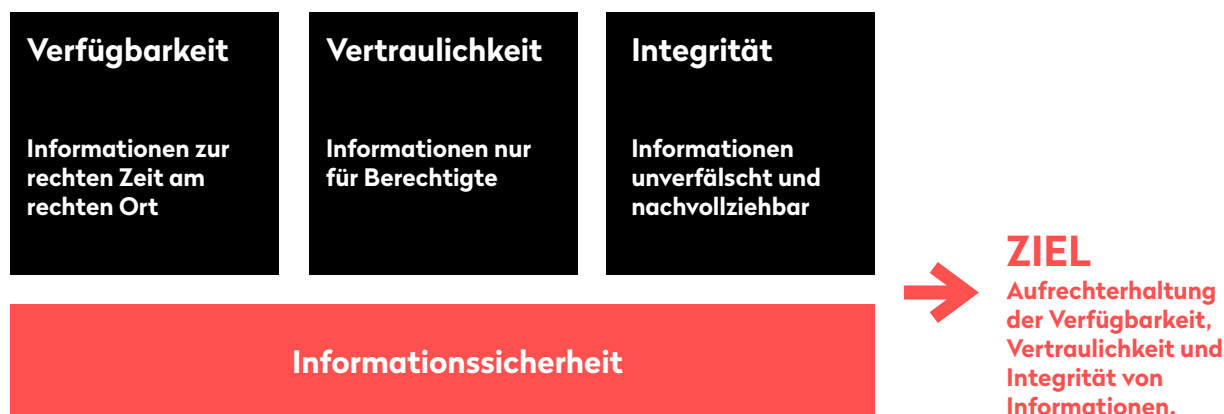 Verfügbarkeit
Informationen zur
rechten Zeit am
rechten Ort
Vertraulichkeit
Informationen nur
für Berechtigte
Integrität
Informationen
unverfälscht und
nachvollziehbar
Informationssicherheit
ZIEL
Aufrechterhaltung
der Verfügbarkeit,
Vertraulichkeit und
Integrität von
Informationen.